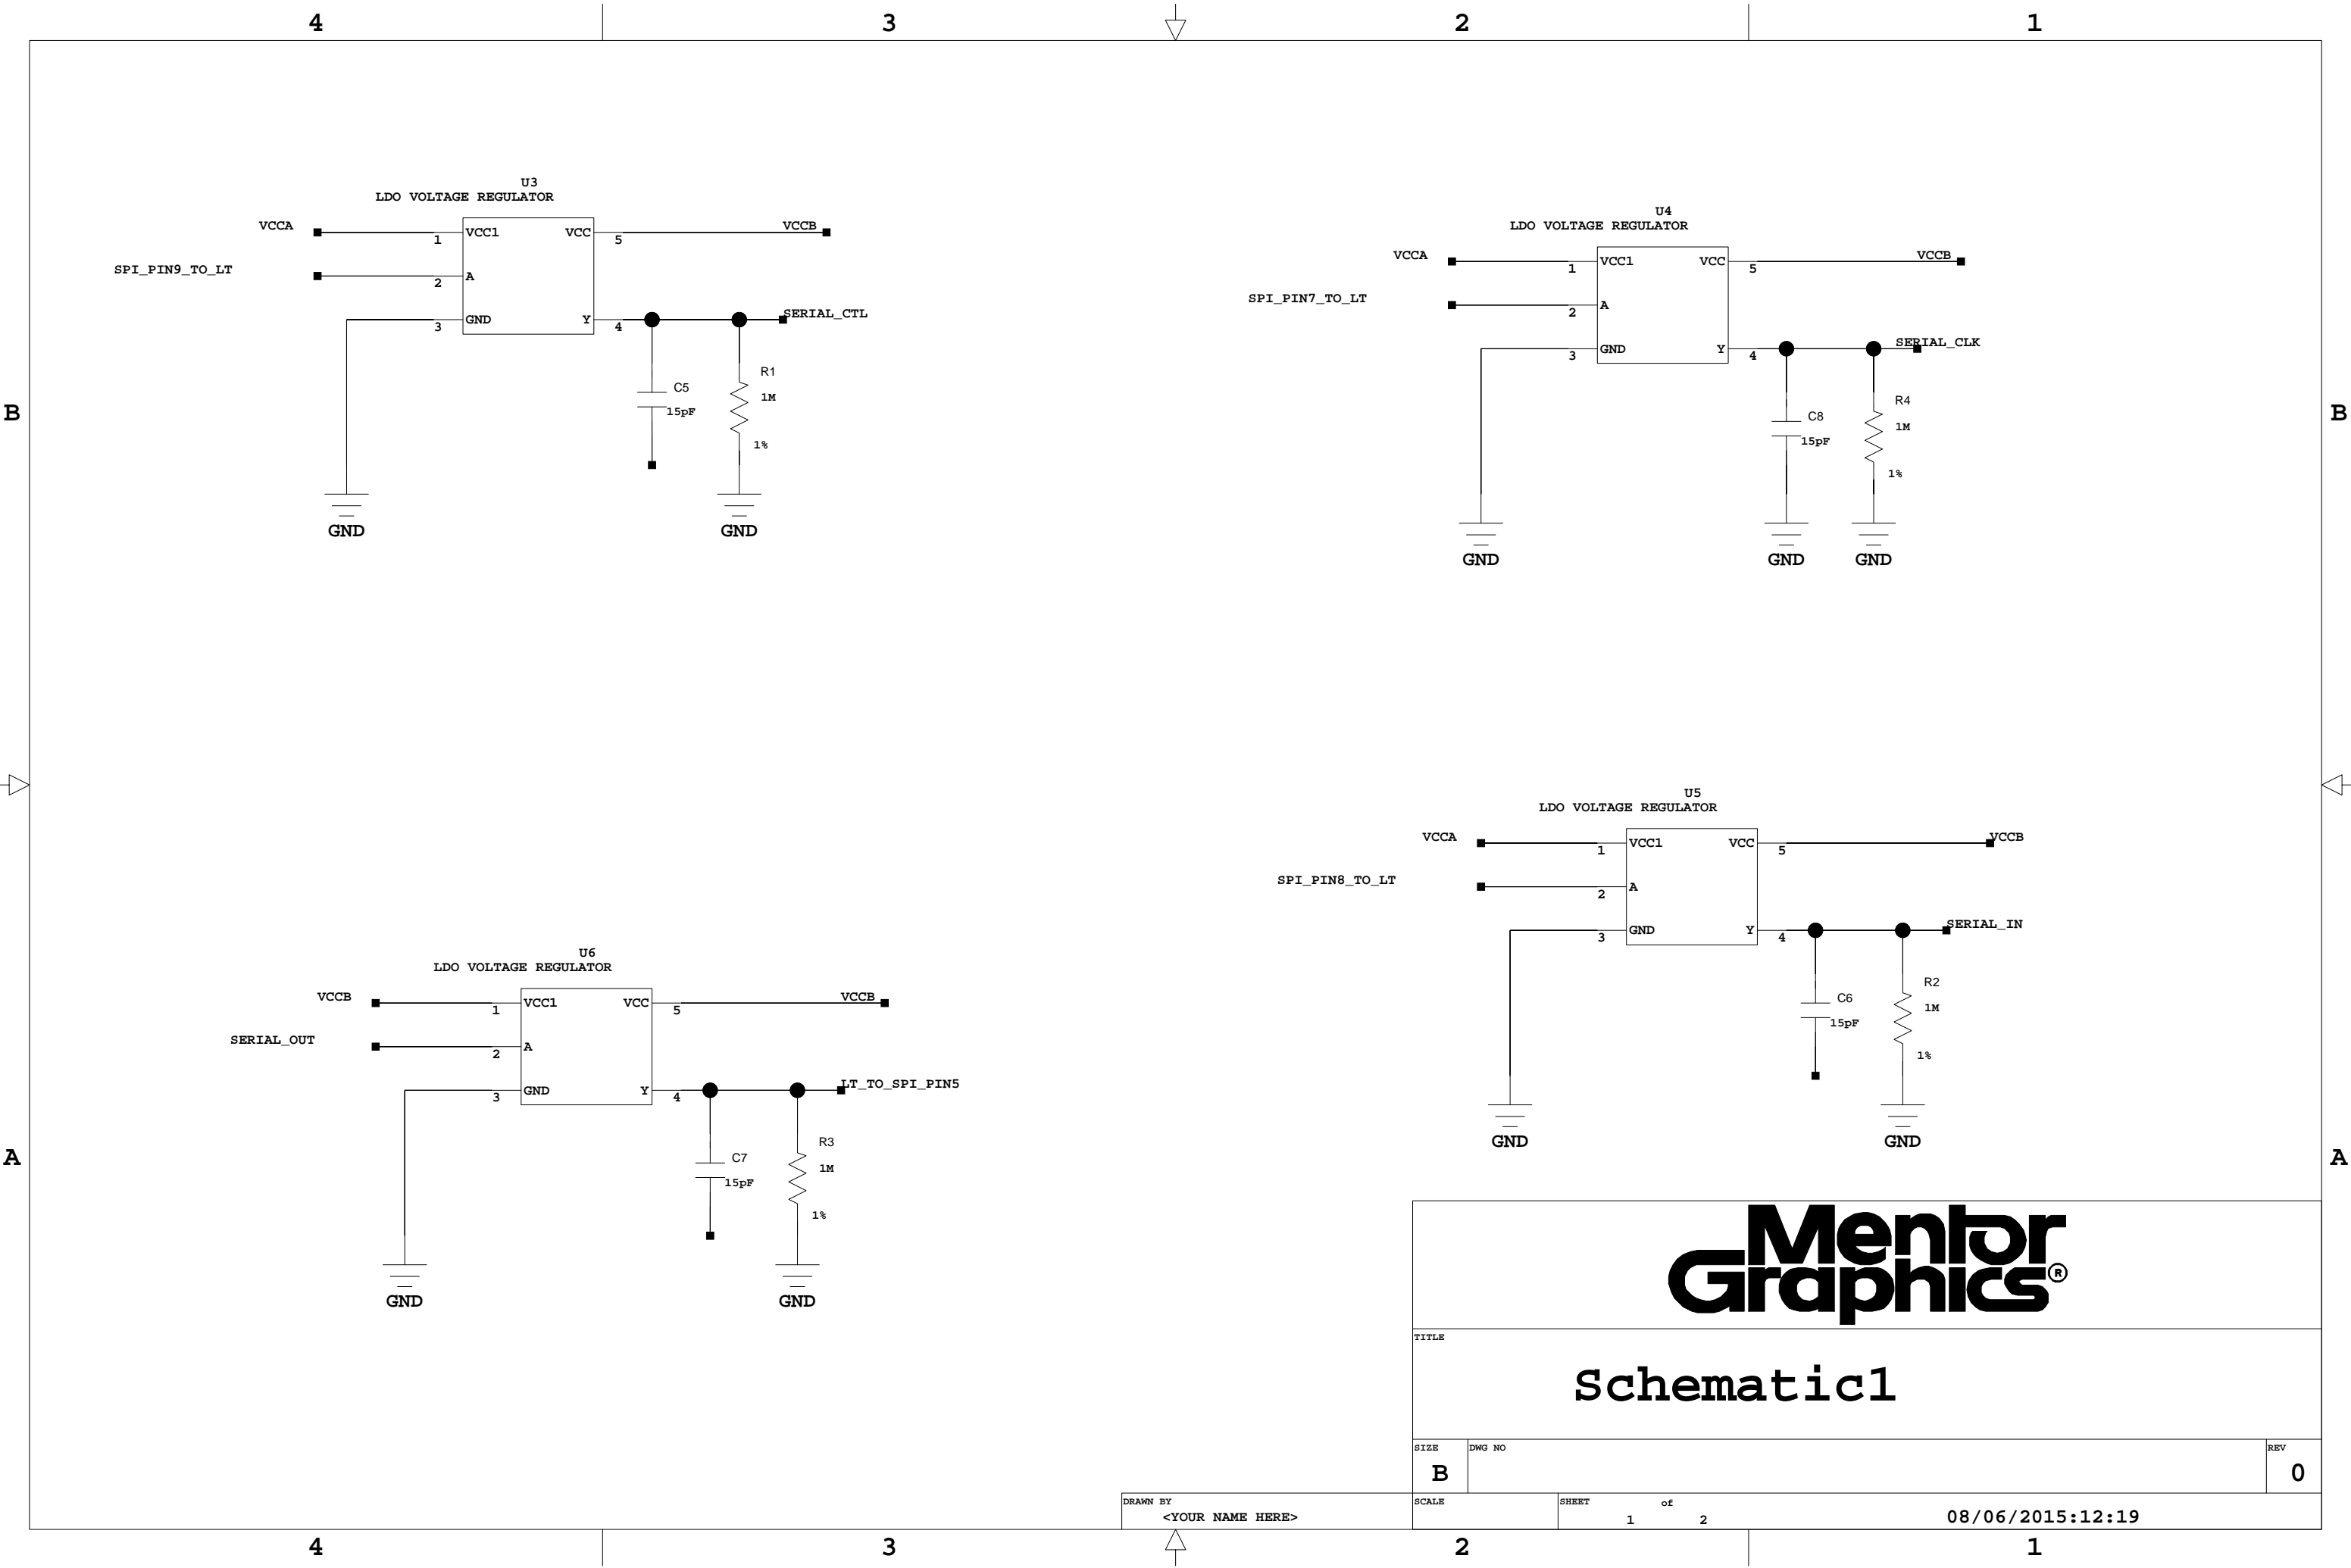 4 3 2 1
U3
LDO VOLTAGE REGULATOR
VCCA 1 VCC1 VCC 5 VCCB
SPI_PIN9_TO_LT 2 A
3 GND Y 4 SERIAL_CTL
C5
15pF
R1
1M
1%
GND GND
U4
LDO VOLTAGE REGULATOR
VCCA 1 VCC1 VCC 5 VCCB
SPI_PIN7_TO_LT 2 A
3 GND Y 4 SERIAL_CLK
C8
15pF
R4
1M
1%
GND GND GND
B B
U6
LDO VOLTAGE REGULATOR
VCCB 1 VCC1 VCC 5 VCCB
SERIAL_OUT 2 A
3 GND Y 4 LT_TO_SPI_PIN5
C7
15pF
R3
1M
1%
GND GND
U5
LDO VOLTAGE REGULATOR
VCCA 1 VCC1 VCC 5 VCCB
SPI_PIN8_TO_LT 2 A
3 GND Y 4 SERIAL_IN
C6
15pF
R2
1M
1%
GND GND
A A
Mentor
Graphics®
TITLE
Schematic1
SIZE DWG NO REV
B 0
DRAWN BY SCALE SHEET of
<YOUR NAME HERE> 1 2 08/06/2015:12:19
4 3 2 1